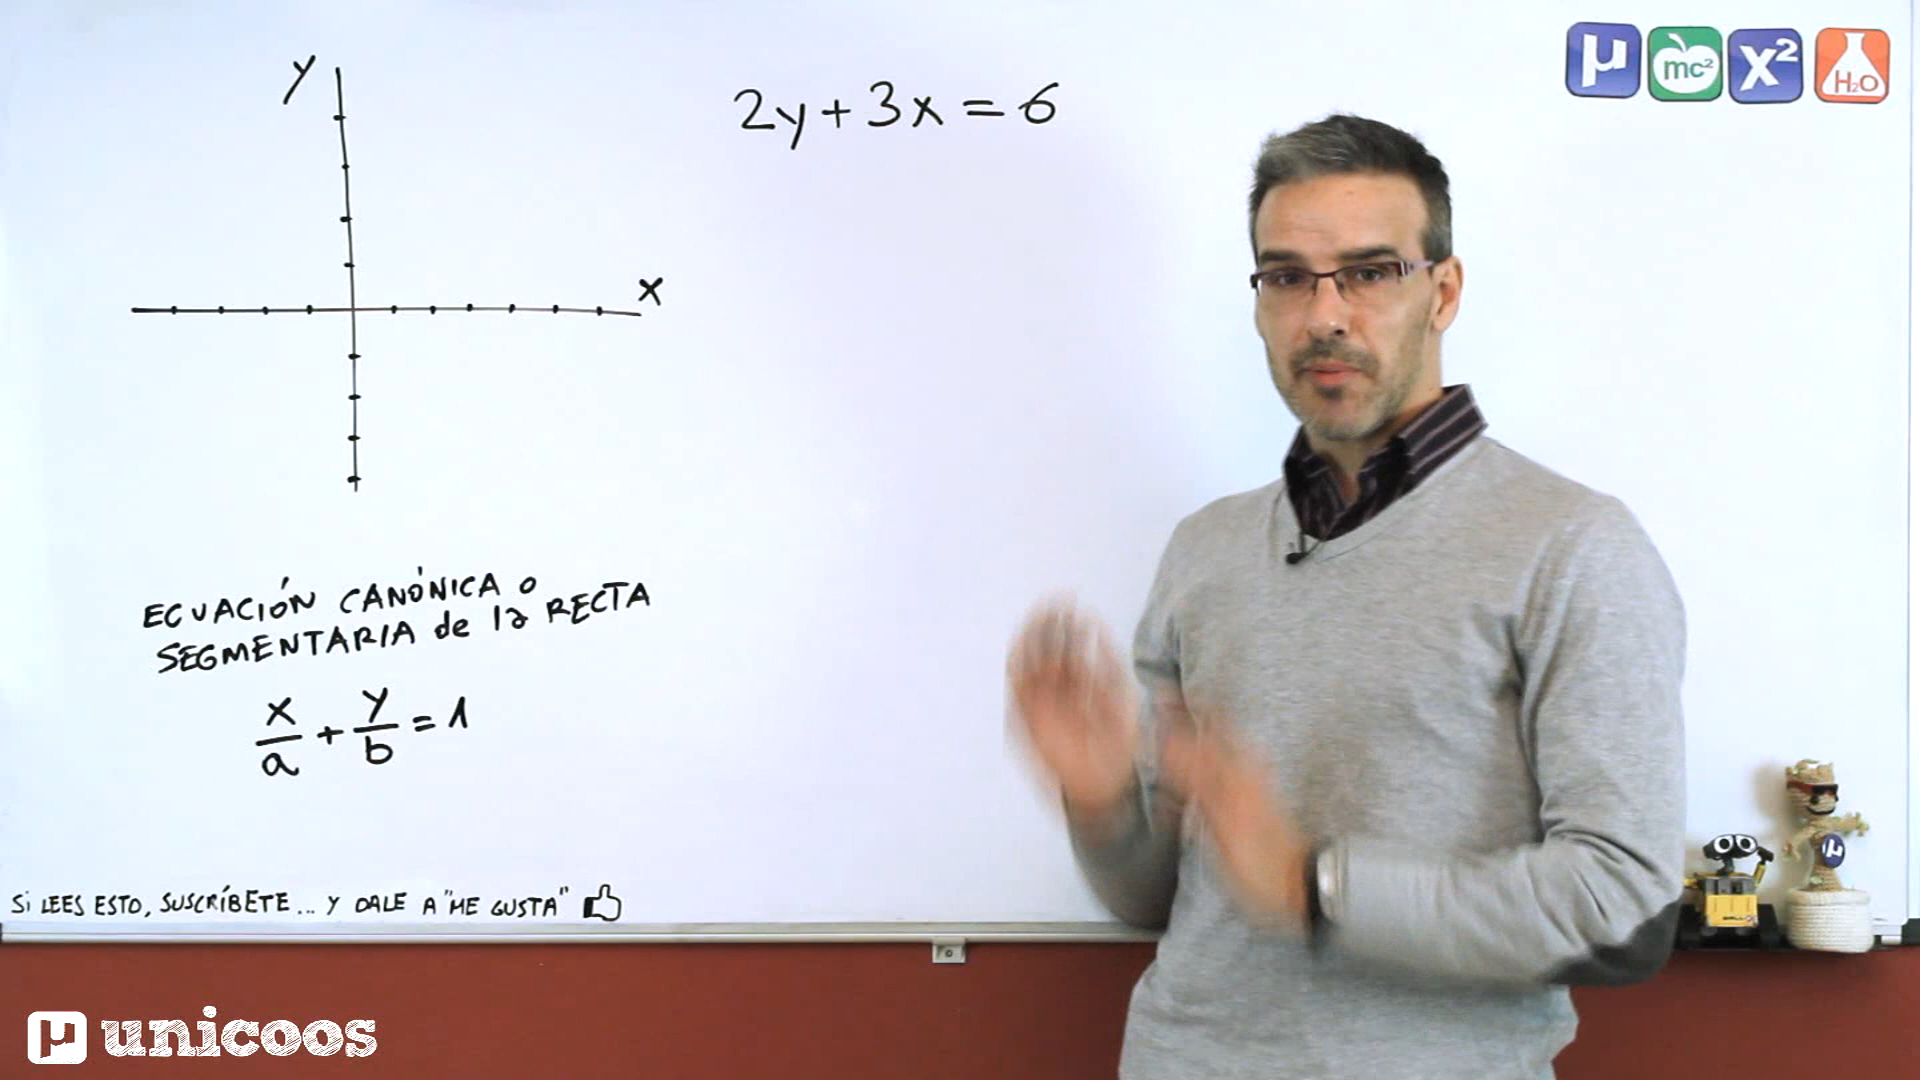 y
2y+3x=6
x
ECUACIÓN CANÓNICA o
SEGMENTARIA de la RECTA
x/a + y/b = 1
Si LEES ESTO, SUSCRÍBETE... Y DALE A "ME GUSTA"
μ mc² x² H₂O
μ
μ unicoos